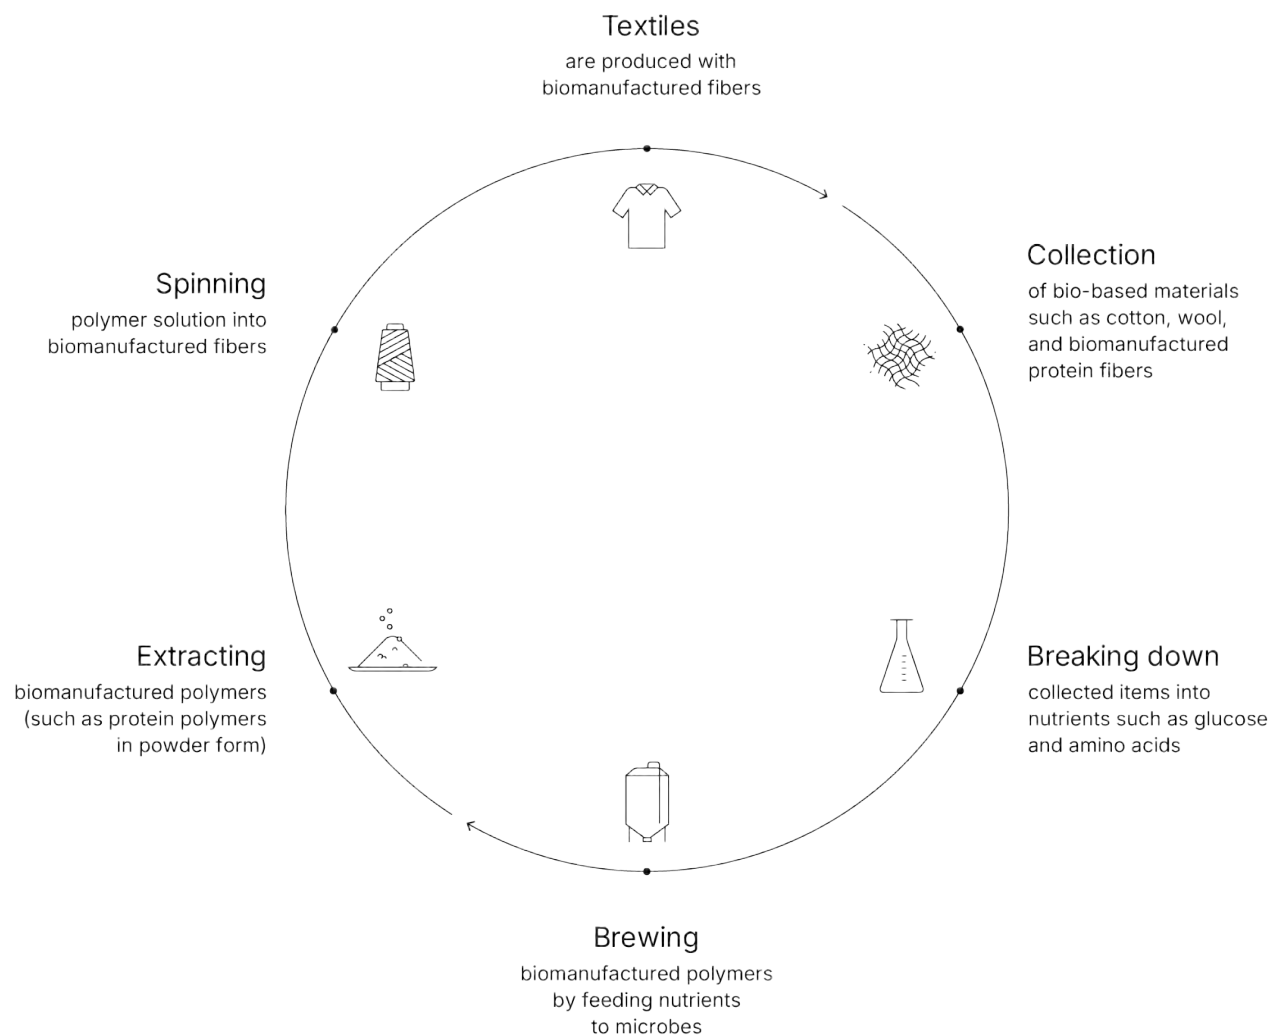 Textiles
are produced with
biomanufactured fibers
Collection
of bio-based materials
such as cotton, wool,
and biomanufactured
protein fibers
Breaking down
collected items into
nutrients such as glucose
and amino acids
Brewing
biomanufactured polymers
by feeding nutrients
to microbes
Extracting
biomanufactured polymers
(such as protein polymers
in powder form)
Spinning
polymer solution into
biomanufactured fibers